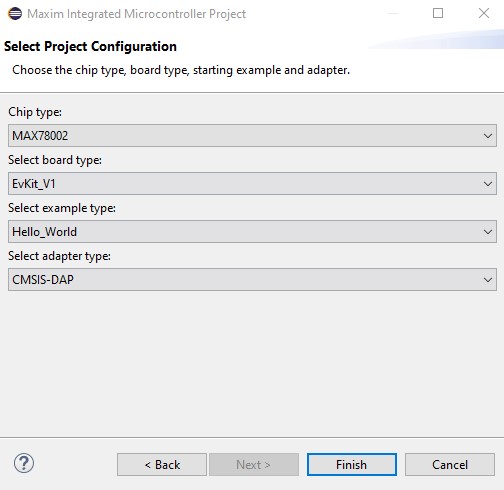 Maxim Integrated Microcontroller Project
Select Project Configuration
Choose the chip type, board type, starting example and adapter.
Chip type:
MAX78002
Select board type:
EvKit_V1
Select example type:
Hello_World
Select adapter type:
CMSIS-DAP
? < Back Next > Finish Cancel